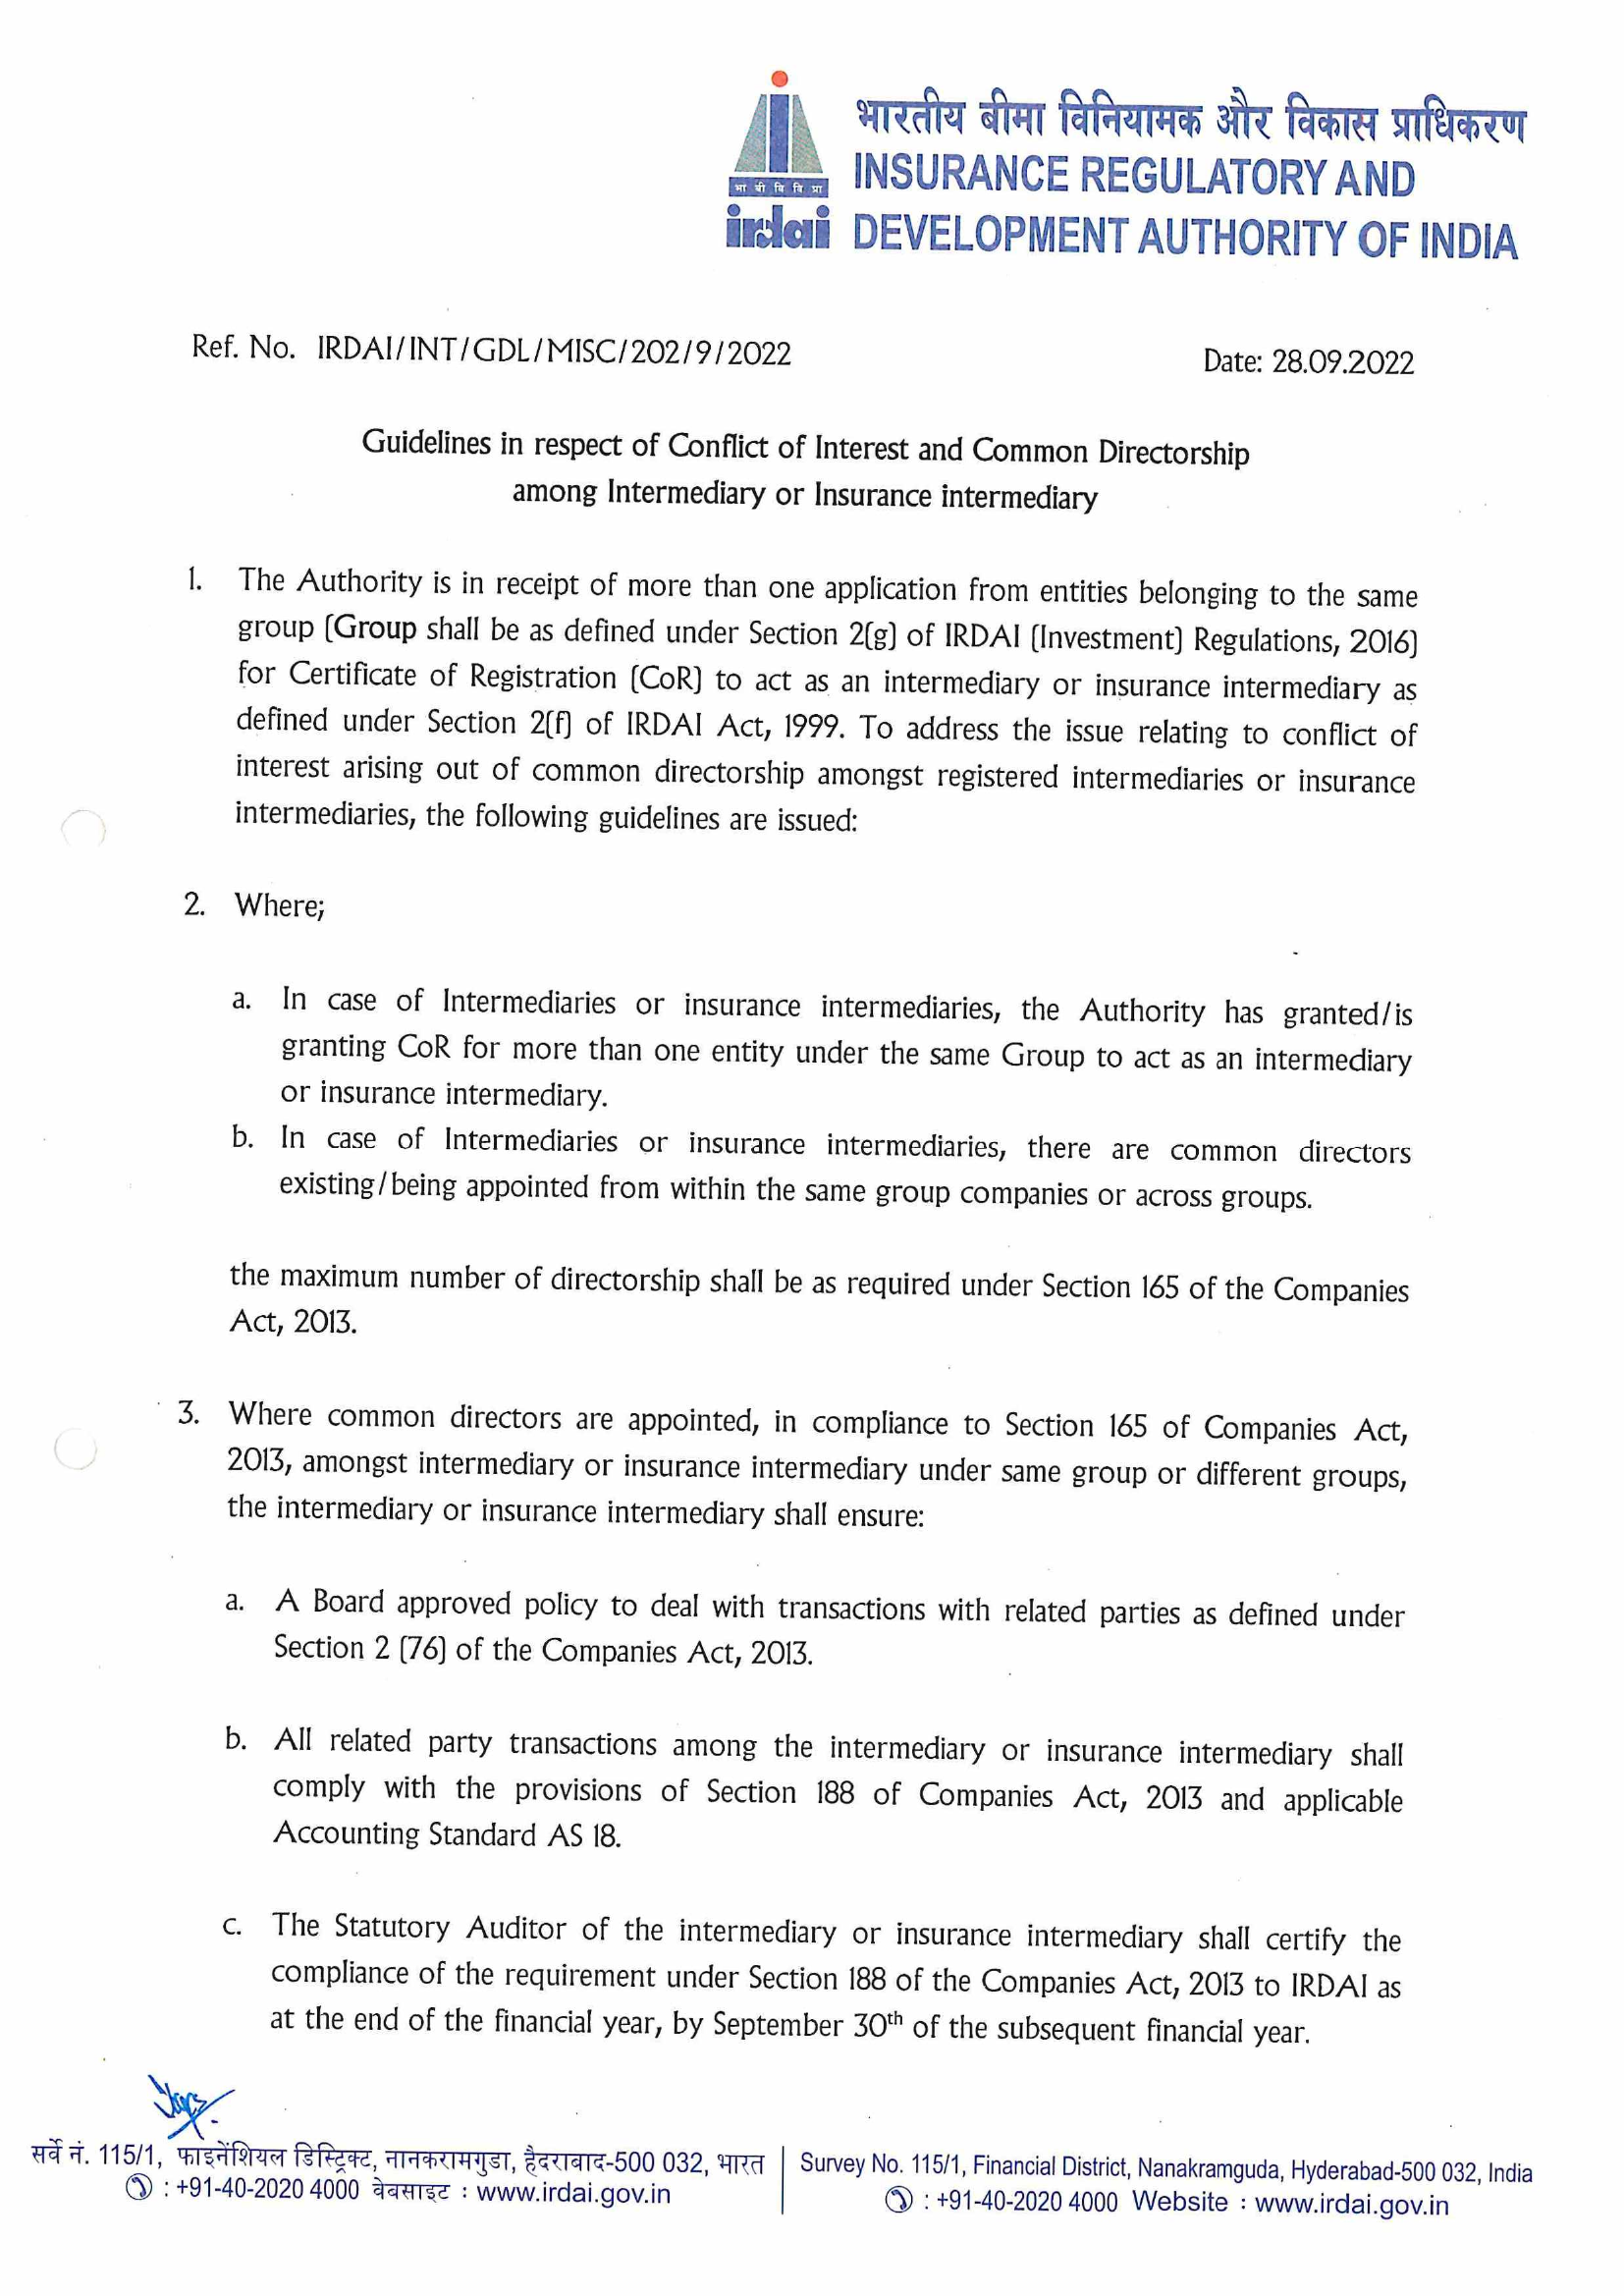 भारतीय बीमा विनियामक और विकास प्राधिकरण
INSURANCE REGULATORY AND
भा बी वि वि प्रा
irdai DEVELOPMENT AUTHORITY OF INDIA
Ref. No. IRDAI/INT/GDL/MISC/202/9/2022
Date: 28.09.2022
Guidelines in respect of Conflict of Interest and Common Directorship
among Intermediary or Insurance intermediary
1. The Authority is in receipt of more than one application from entities belonging to the same
group (Group shall be as defined under Section 2(g) of IRDAI (Investment) Regulations, 2016)
for Certificate of Registration (CoR) to act as an intermediary or insurance intermediary as
defined under Section 2(f) of IRDAI Act, 1999. To address the issue relating to conflict of
interest arising out of common directorship amongst registered intermediaries or insurance
intermediaries, the following guidelines are issued:
2. Where;
a. In case of Intermediaries or insurance intermediaries, the Authority has granted/is
granting CoR for more than one entity under the same Group to act as an intermediary
or insurance intermediary.
b. In case of Intermediaries or insurance intermediaries, there are common directors
existing/being appointed from within the same group companies or across groups.
the maximum number of directorship shall be as required under Section 165 of the Companies
Act, 2013.
3. Where common directors are appointed, in compliance to Section 165 of Companies Act,
2013, amongst intermediary or insurance intermediary under same group or different groups,
the intermediary or insurance intermediary shall ensure:
a. A Board approved policy to deal with transactions with related parties as defined under
Section 2 (76) of the Companies Act, 2013.
b. All related party transactions among the intermediary or insurance intermediary shall
comply with the provisions of Section 188 of Companies Act, 2013 and applicable
Accounting Standard AS 18.
c. The Statutory Auditor of the intermediary or insurance intermediary shall certify the
compliance of the requirement under Section 188 of the Companies Act, 2013 to IRDAI as
at the end of the financial year, by September 30th of the subsequent financial year.
सर्वे नं. 115/1, फाइनेंशियल डिस्ट्रिक्ट, नानकरामगुडा, हैदराबाद-500 032, भारत
: +91-40-2020 4000 वेबसाइट : www.irdai.gov.in
Survey No. 115/1, Financial District, Nanakramguda, Hyderabad-500 032, India
: +91-40-2020 4000 Website : www.irdai.gov.in